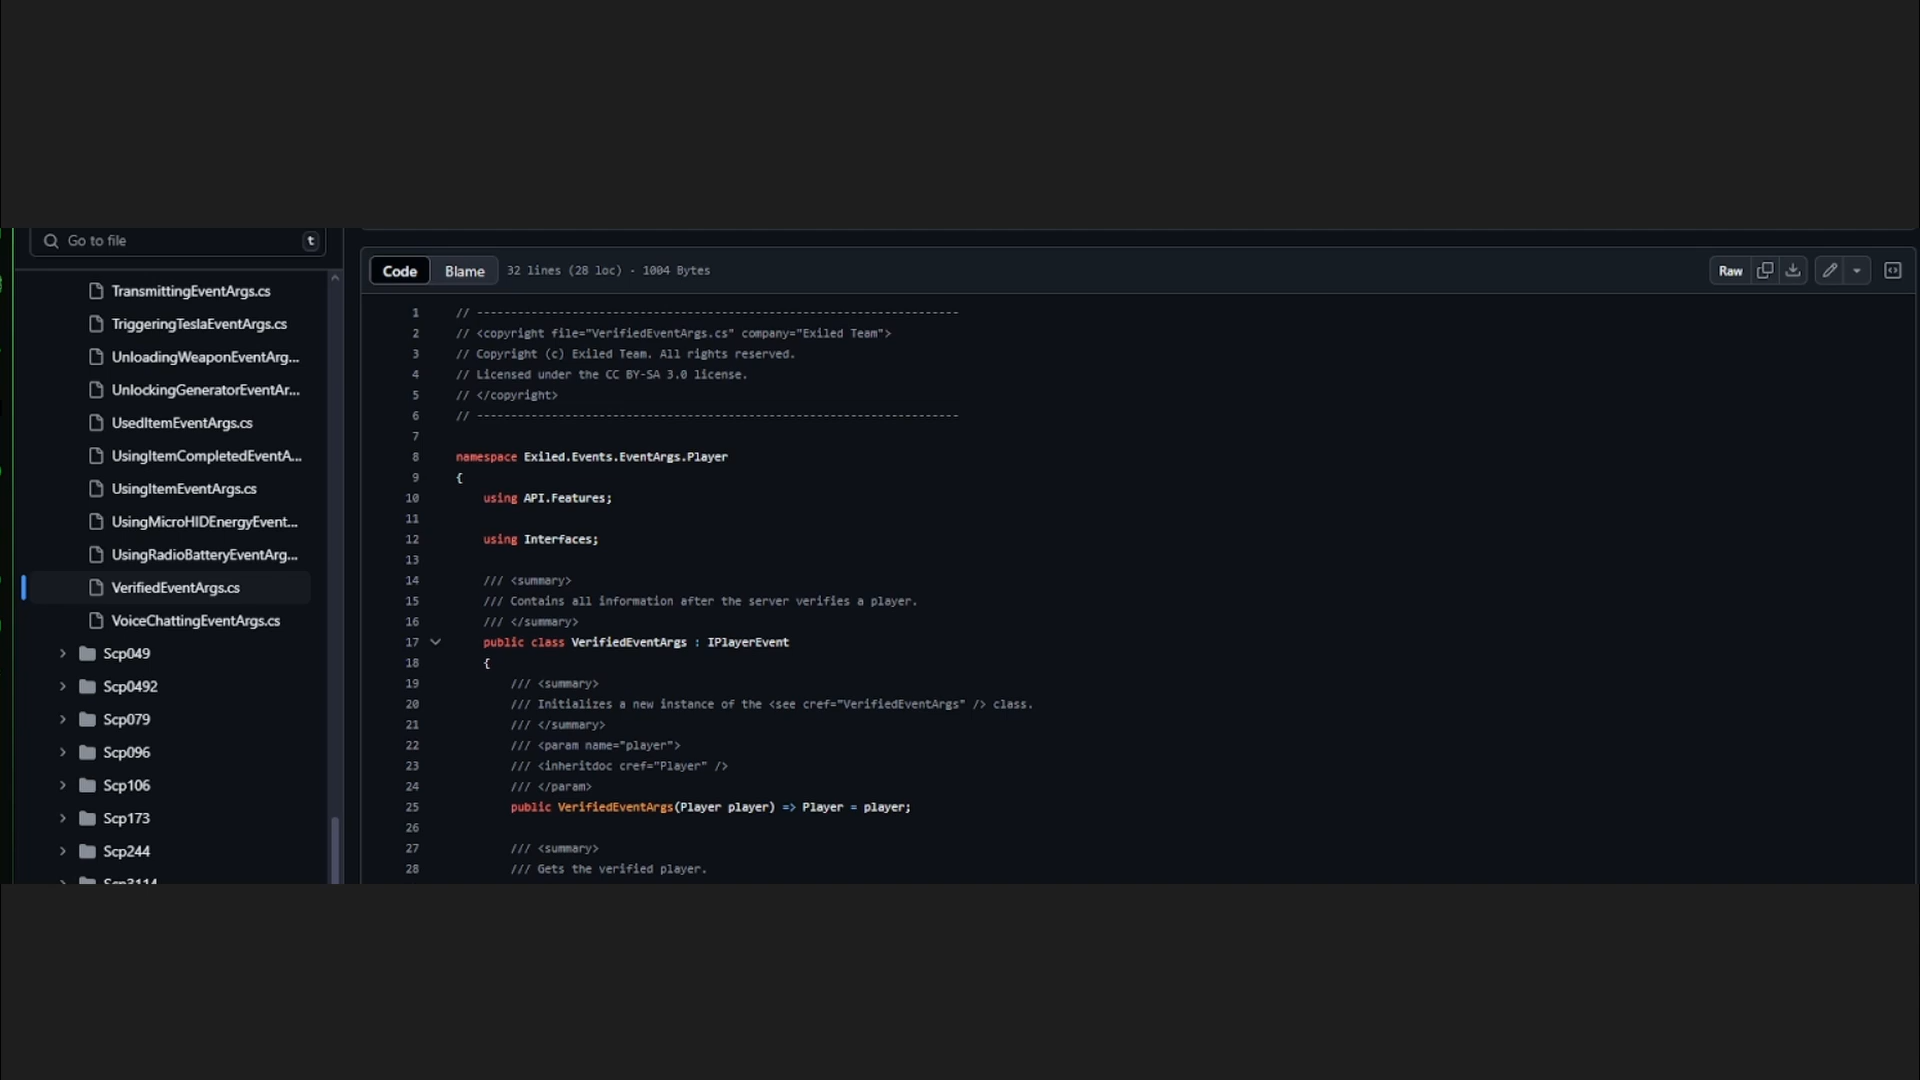 Go to file
t
TransmittingEventArgs.cs
TriggeringTeslaEventArgs.cs
UnloadingWeaponEventArg...
UnlockingGeneratorEventAr...
UsedItemEventArgs.cs
UsingItemCompletedEventA...
UsingItemEventArgs.cs
UsingMicroHIDEnergyEvent...
UsingRadioBatteryEventArg...
VerifiedEventArgs.cs
VoiceChattingEventArgs.cs
Scp049
Scp0492
Scp079
Scp096
Scp106
Scp173
Scp244
Scp3114
Code Blame 32 lines (28 loc) · 1004 Bytes Raw
1 // -----------------------------------------------------------------------
2 // <copyright file="VerifiedEventArgs.cs" company="Exiled Team">
3 // Copyright (c) Exiled Team. All rights reserved.
4 // Licensed under the CC BY-SA 3.0 license.
5 // </copyright>
6 // -----------------------------------------------------------------------
7
8 namespace Exiled.Events.EventArgs.Player
9 {
10 using API.Features;
11
12 using Interfaces;
13
14 /// <summary>
15 /// Contains all information after the server verifies a player.
16 /// </summary>
17 public class VerifiedEventArgs : IPlayerEvent
18 {
19 /// <summary>
20 /// Initializes a new instance of the <see cref="VerifiedEventArgs" /> class.
21 /// </summary>
22 /// <param name="player">
23 /// <inheritdoc cref="Player" />
24 /// </param>
25 public VerifiedEventArgs(Player player) => Player = player;
26
27 /// <summary>
28 /// Gets the verified player.